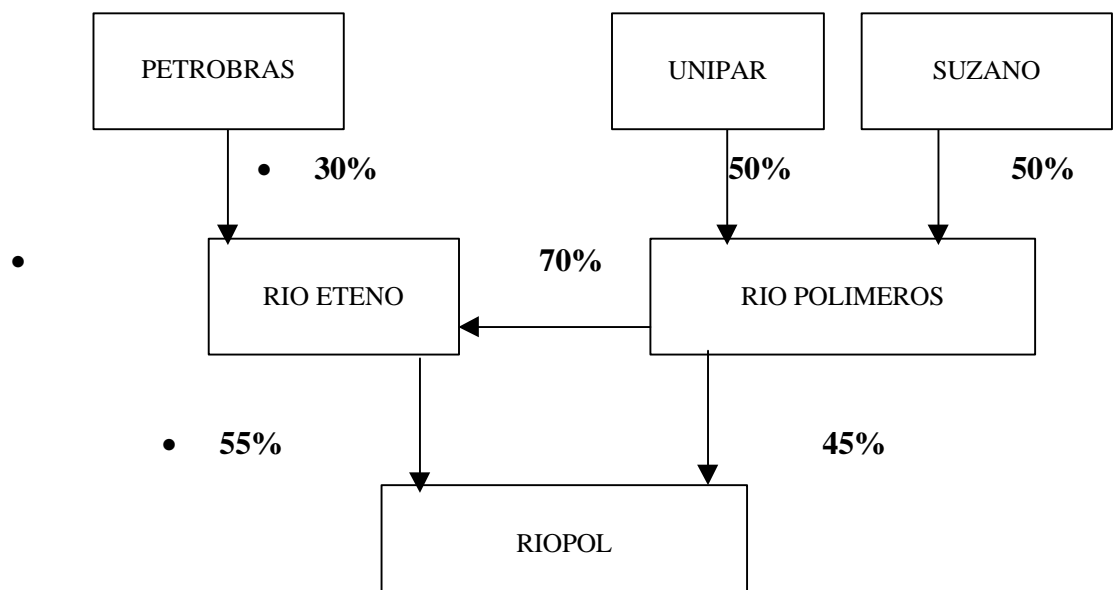 PETROBRAS UNIPAR SUZANO
• 30% 50% 50%
• 70%
RIO ETENO RIO POLIMEROS
• 55% 45%
RIOPOL